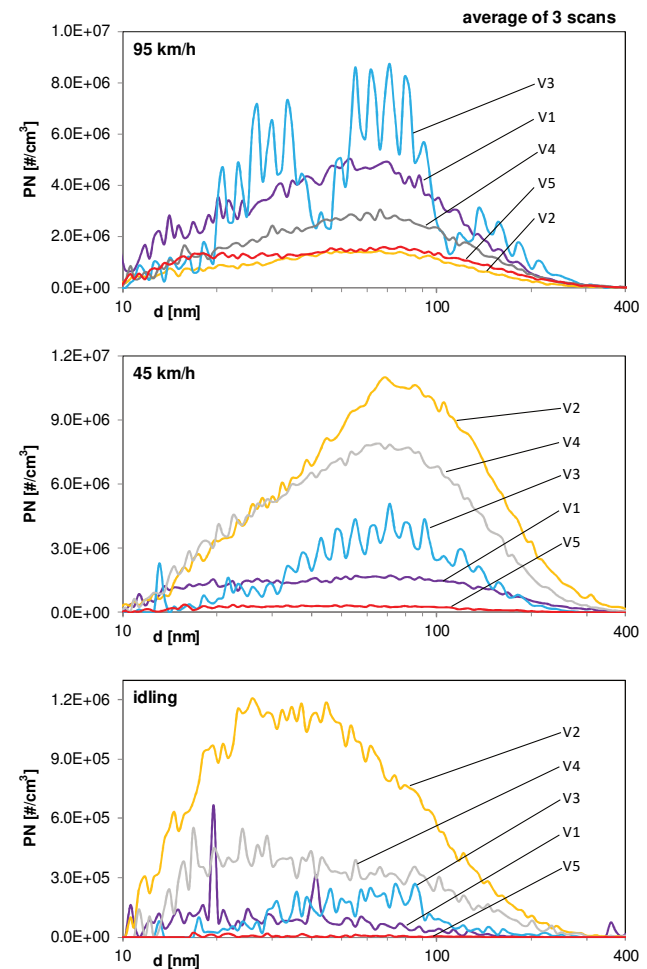 average of 3 scans
1.0E+07
95 km/h
8.0E+06
6.0E+06
4.0E+06
2.0E+06
0.0E+00
PN [#/cm³]
V3
V1
V4
V5
V2
10
100
400
d [nm]
1.2E+07
45 km/h
9.0E+06
6.0E+06
3.0E+06
0.0E+00
PN [#/cm³]
V2
V4
V3
V1
V5
10
100
400
d [nm]
idling
1.2E+06
9.0E+05
6.0E+05
3.0E+05
0.0E+00
PN [#/cm³]
V2
V4
V3
V1
V5
10
100
400
d [nm]